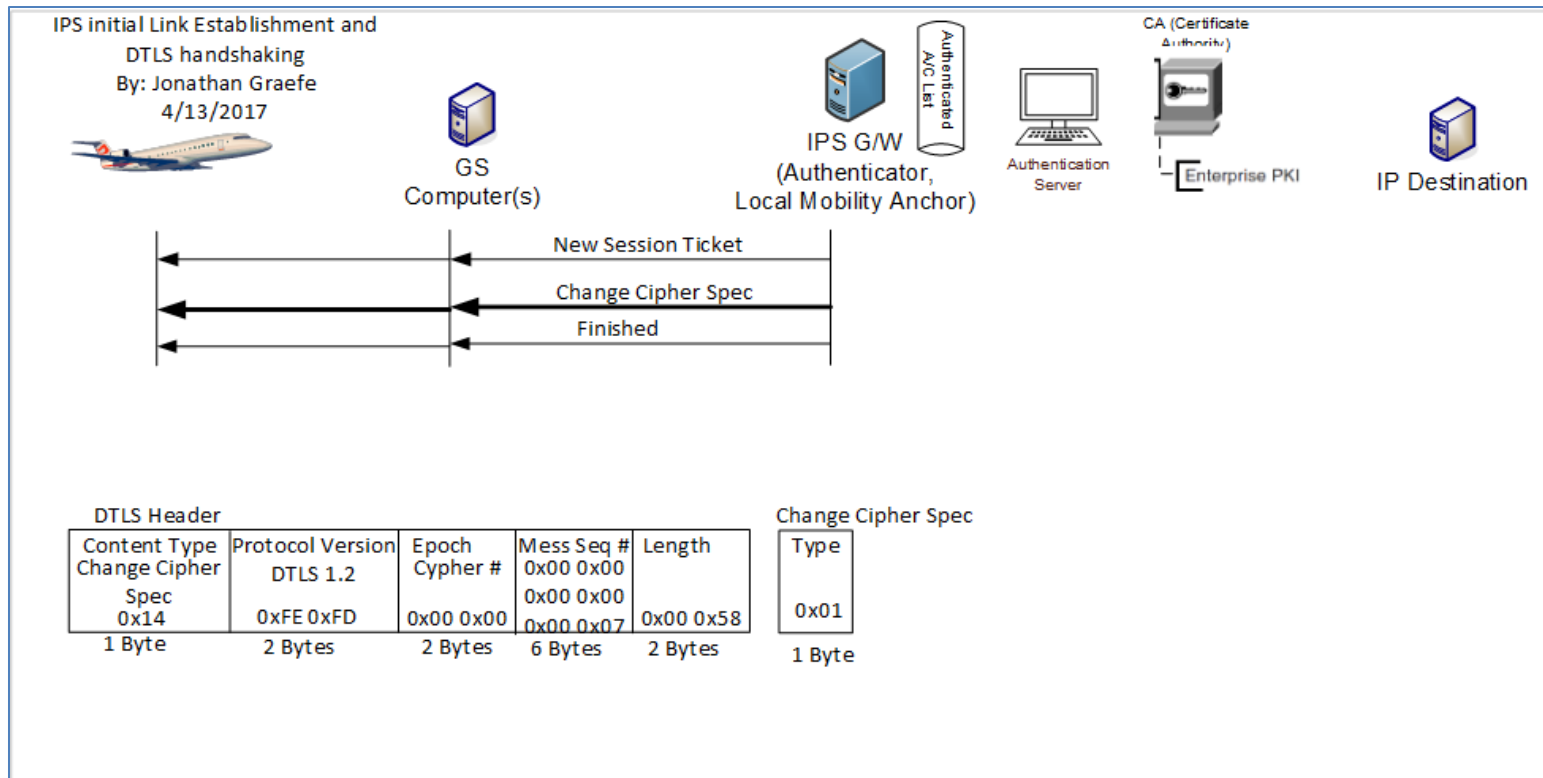 IPS initial Link Establishment and
DTLS handshaking
By: Jonathan Graefe
4/13/2017
GS
Computer(s)
IPS G/W
(Authenticator,
Local Mobility Anchor)
Authenticated
A/C List
Authentication
Server
CA (Certificate
Authority)
Enterprise PKI
IP Destination
New Session Ticket
Change Cipher Spec
Finished
DTLS Header
Content Type
Change Cipher
Spec
0x14
1 Byte
Protocol Version
DTLS 1.2
0xFE 0xFD
2 Bytes
Epoch
Cypher #
0x00 0x00
2 Bytes
Mess Seq #
0x00 0x00
0x00 0x00
0x00 0x07
6 Bytes
Length
0x00 0x58
2 Bytes
Change Cipher Spec
Type
0x01
1 Byte